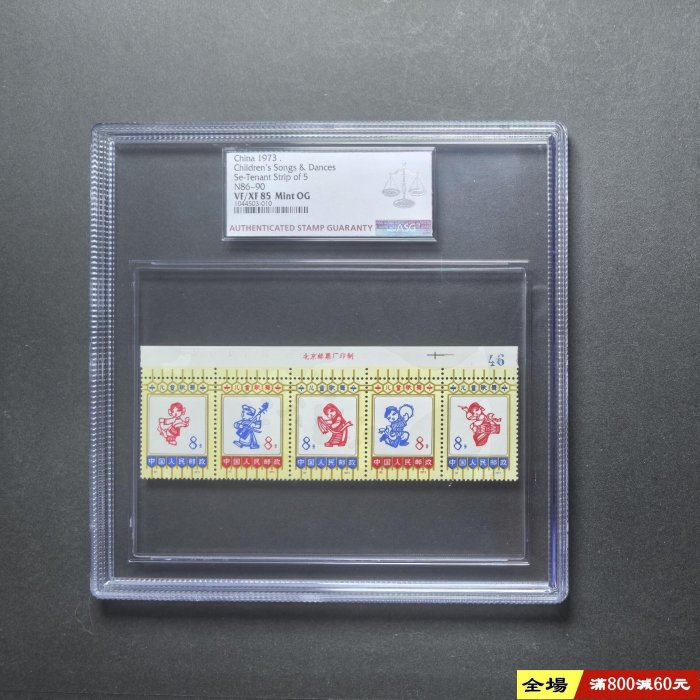 China 1973 .
Children's Songs & Dances
Se-Tenant Strip of 5
N86~90
VF/XF 85 Mint OG
1044503-010
AUTHENTICATED STAMP GUARANTY
ASG
北京邮票厂印制
46
儿童歌舞 儿童歌舞 儿童歌舞 儿童歌舞 儿童歌舞
8分 8分 8分 8分 8分
中国人民邮政 中国人民邮政 中国人民邮政 中国人民邮政 中国人民邮政
全場 滿800減60元